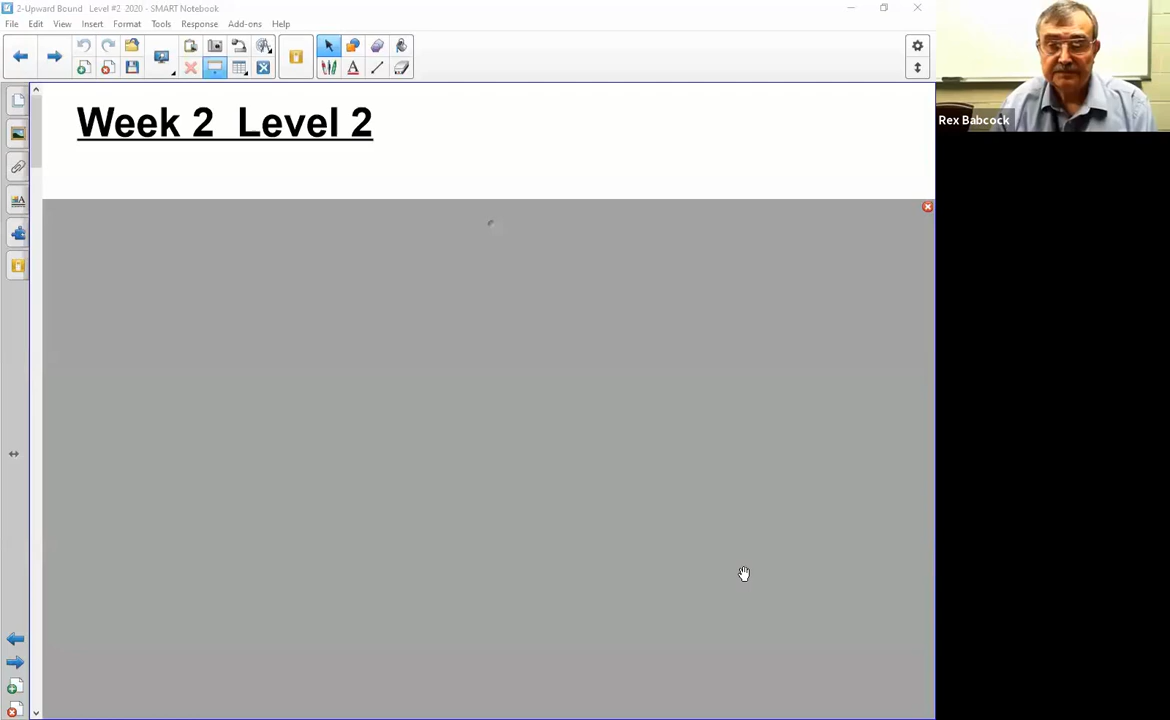 2-Upward Bound   Level #2  2020 - SMART Notebook
File Edit View Insert Format Tools Response Add-ons Help
Week 2  Level 2
Rex Babcock